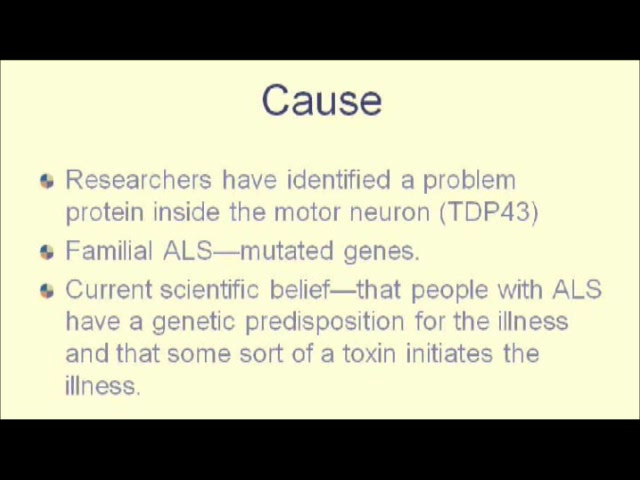 Cause
Researchers have identified a problem
protein inside the motor neuron (TDP43)
Familial ALS—mutated genes.
Current scientific belief—that people with ALS
have a genetic predisposition for the illness
and that some sort of a toxin initiates the
illness.